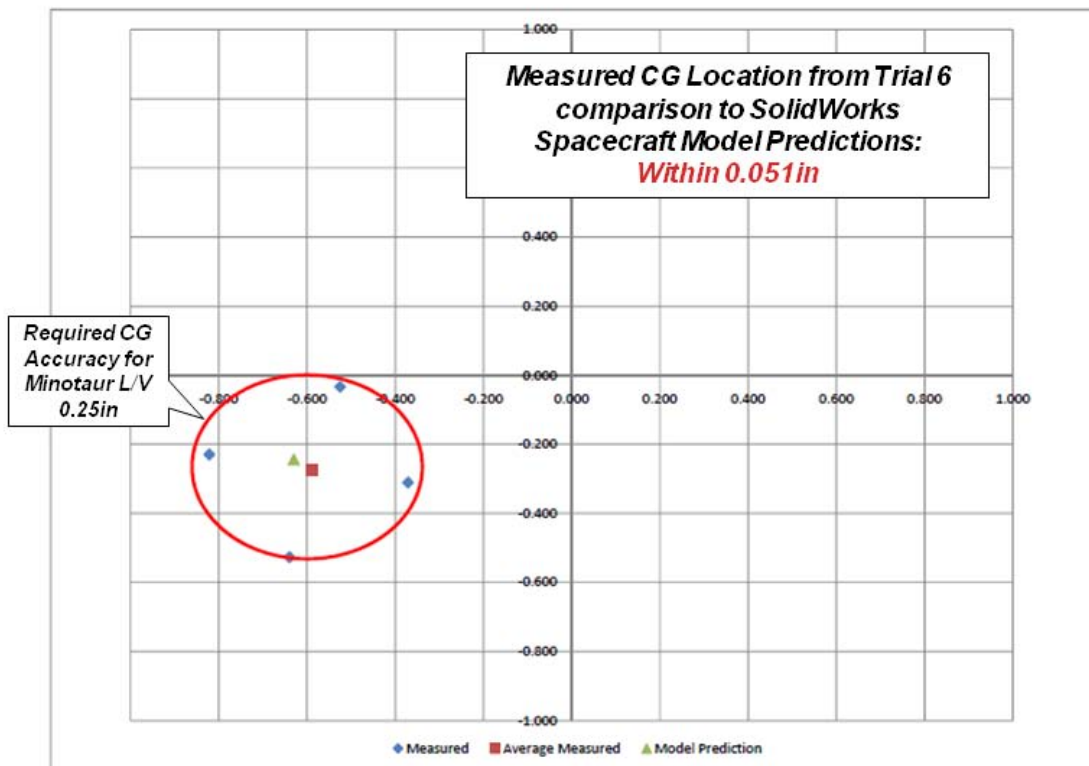 1.000
Measured CG Location from Trial 6
comparison to SolidWorks
Spacecraft Model Predictions:
Within 0.051in
0.400
0.200
Required CG
Accuracy for
Minotaur L/V
0.25in
0.000
-0.800 -0.600 -0.400 -0.200 0.000 0.200 0.400 0.600 0.800 1.000
-0.200
-0.400
-0.600
-0.800
-1.000
Measured Average Measured Model Prediction